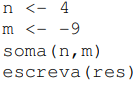 n <- 4
m <- -9
soma(n,m)
escreva(res)